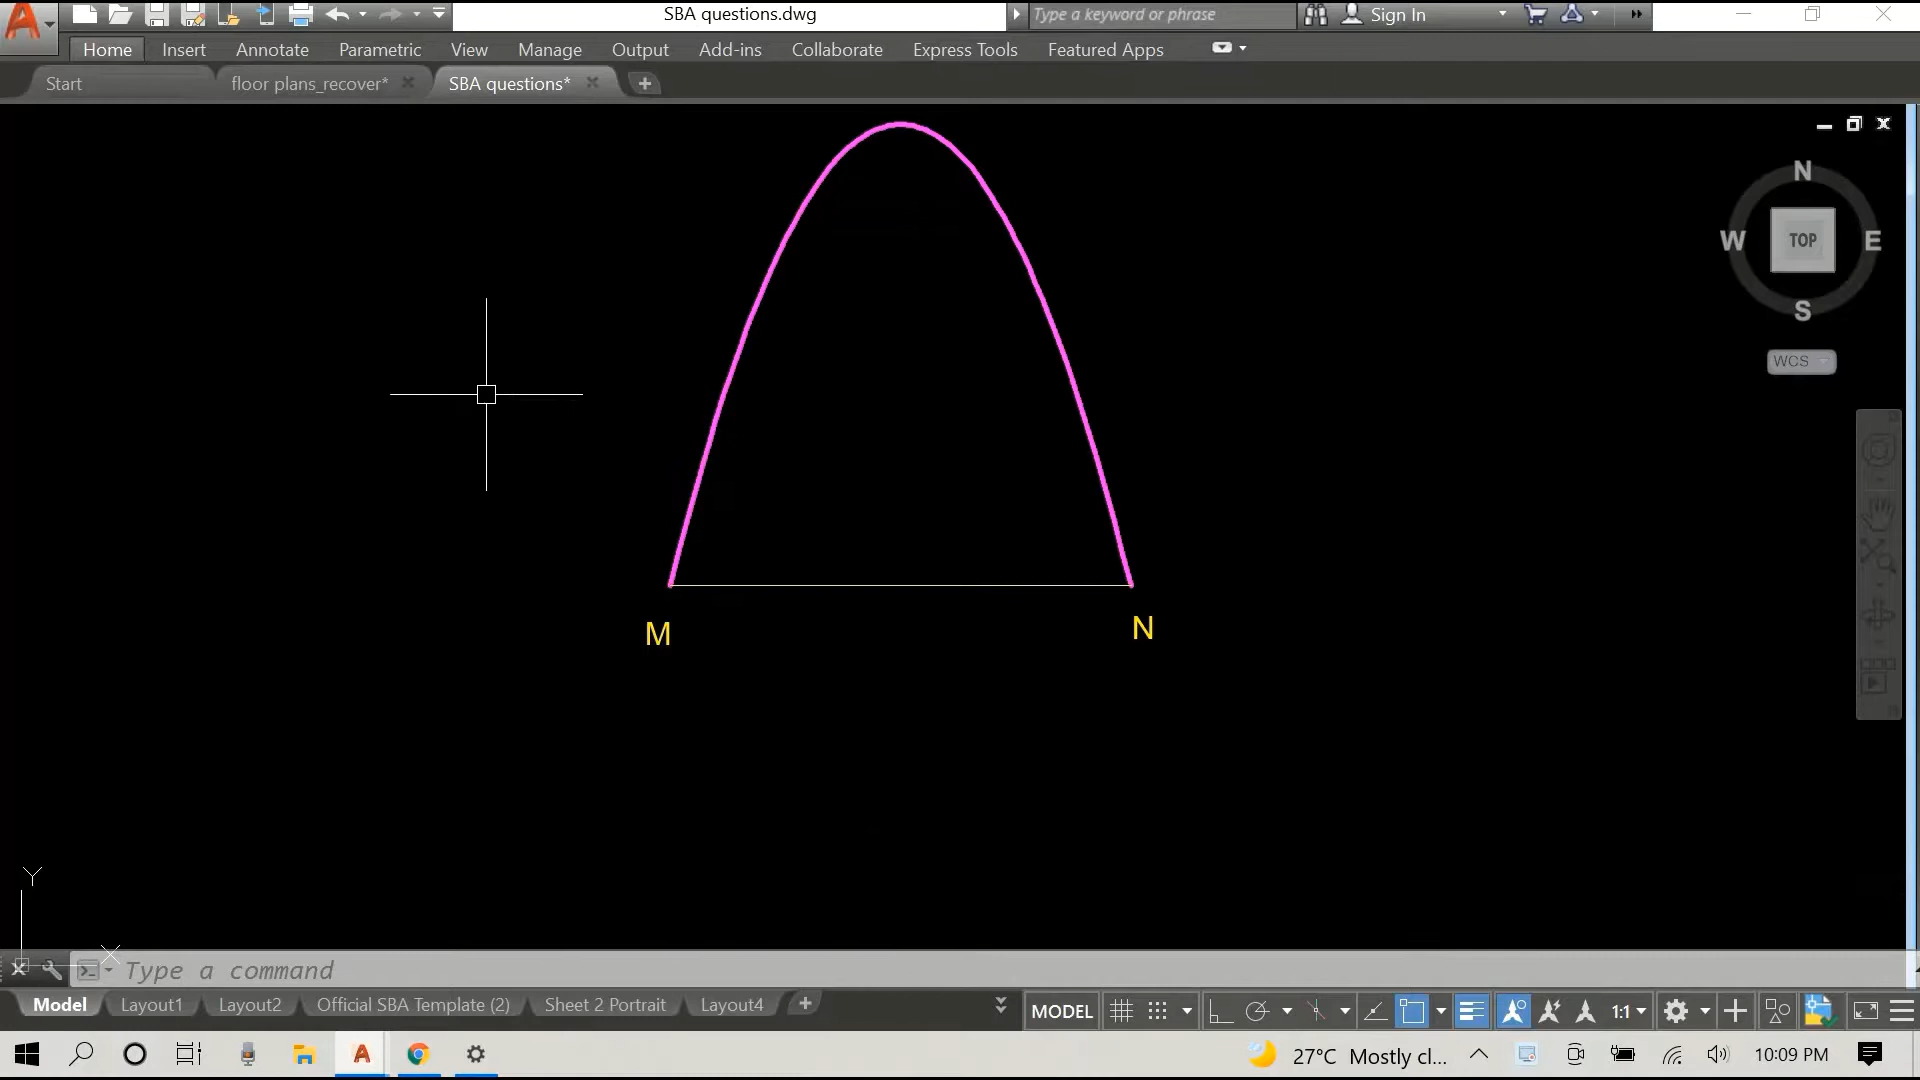 SBA questions.dwg
Type a keyword or phrase
Sign In
Home Insert Annotate Parametric View Manage Output Add-ins Collaborate Express Tools Featured Apps
Start floor plans_recover* SBA questions*
N
W TOP E
S
WCS
M N
Y
X
Type a command
Model Layout1 Layout2 Official SBA Template (2) Sheet 2 Portrait Layout4 MODEL 1:1
A 27°C Mostly cl... 10:09 PM